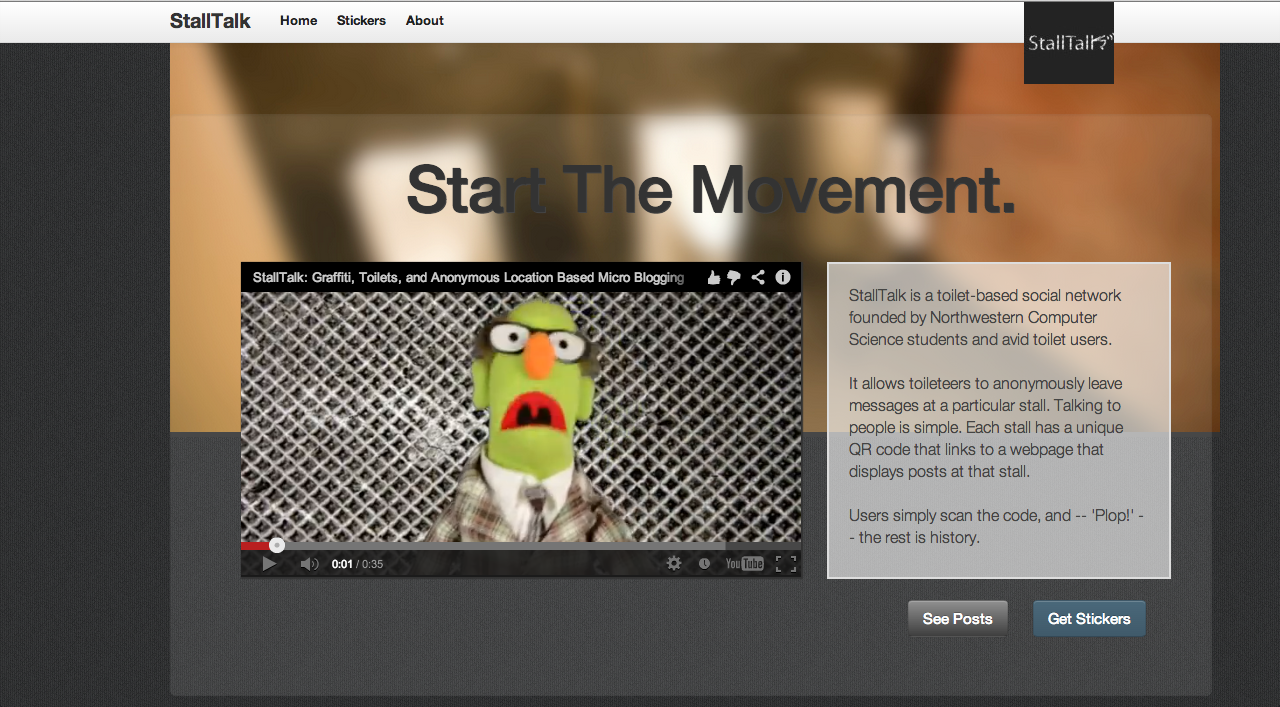 StallTalk Home Stickers About
StallTalk
Start The Movement.
StallTalk: Graffiti, Toilets, and Anonymous Location Based Micro Blogging
0:01 / 0:35
YouTube
StallTalk is a toilet-based social network
founded by Northwestern Computer
Science students and avid toilet users.
It allows toileteers to anonymously leave
messages at a particular stall. Talking to
people is simple. Each stall has a unique
QR code that links to a webpage that
displays posts at that stall.
Users simply scan the code, and -- 'Plop!' -
- the rest is history.
See Posts Get Stickers